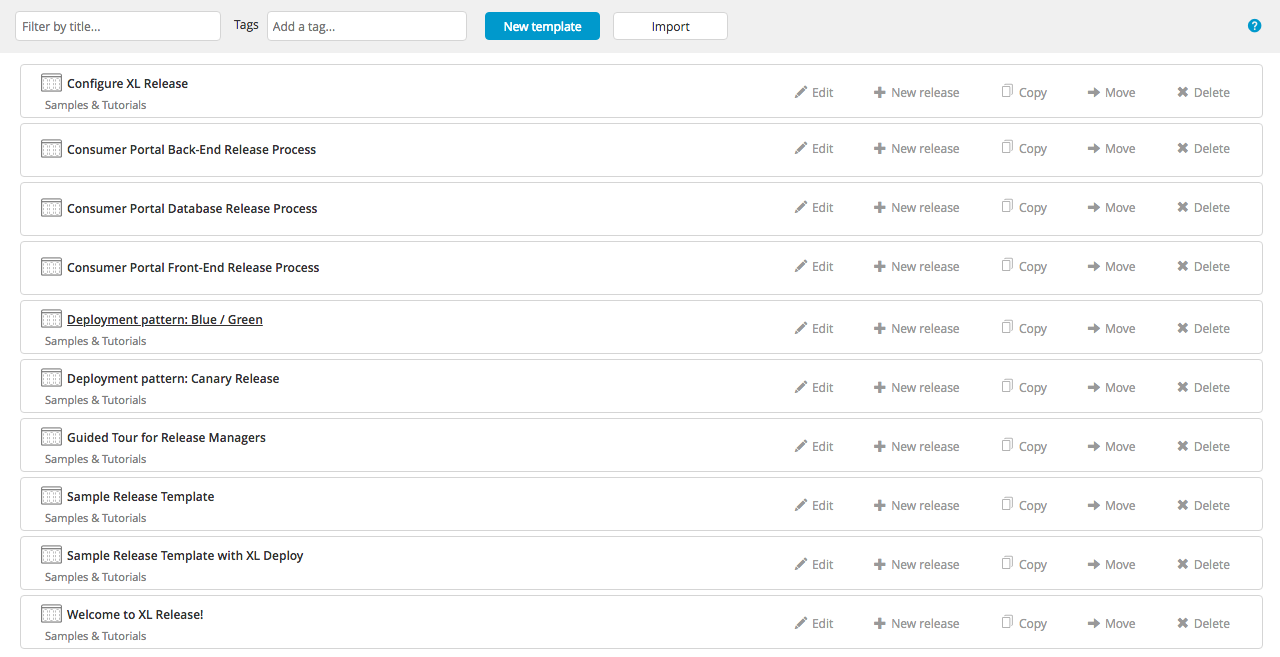 Filter by title... Tags Add a tag... New template Import ?
Configure XL Release
Samples & Tutorials
Edit New release Copy Move Delete
Consumer Portal Back-End Release Process Edit New release Copy Move Delete
Consumer Portal Database Release Process Edit New release Copy Move Delete
Consumer Portal Front-End Release Process Edit New release Copy Move Delete
Deployment pattern: Blue / Green
Samples & Tutorials
Edit New release Copy Move Delete
Deployment pattern: Canary Release
Samples & Tutorials
Edit New release Copy Move Delete
Guided Tour for Release Managers
Samples & Tutorials
Edit New release Copy Move Delete
Sample Release Template
Samples & Tutorials
Edit New release Copy Move Delete
Sample Release Template with XL Deploy
Samples & Tutorials
Edit New release Copy Move Delete
Welcome to XL Release!
Samples & Tutorials
Edit New release Copy Move Delete